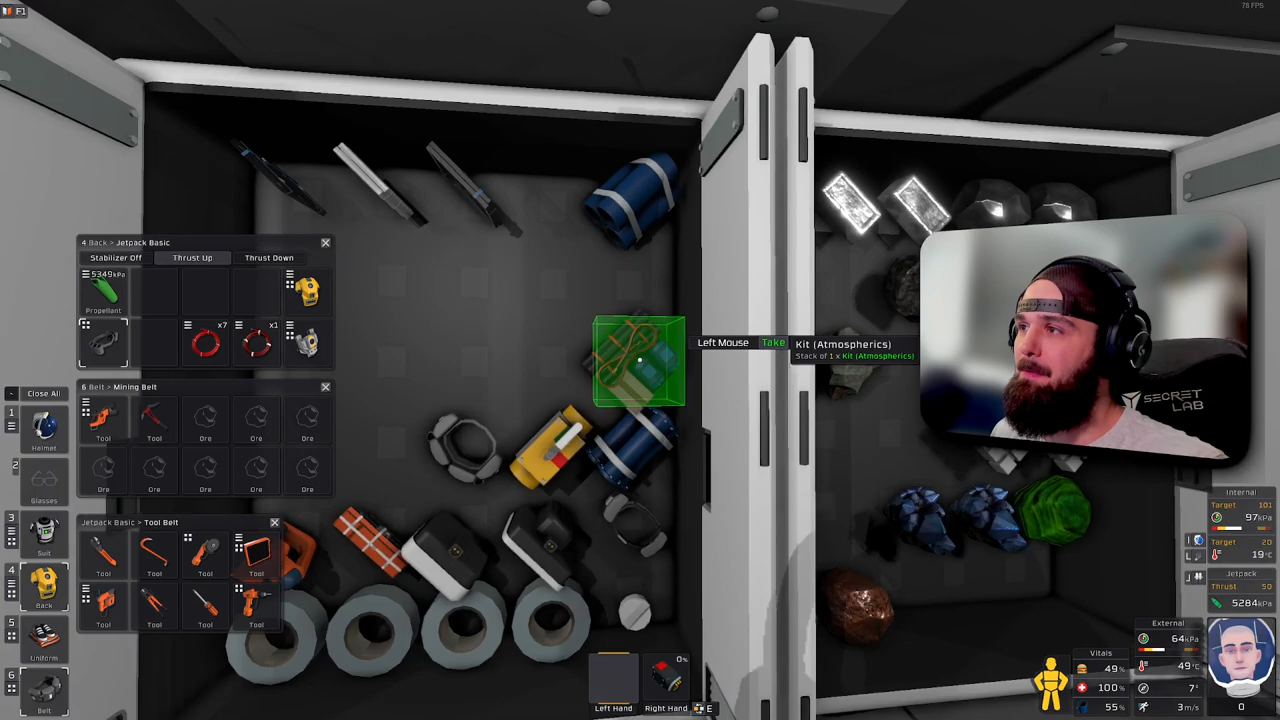 F1
78 FPS
4 Back > Jetpack Basic
Stabilizer Off
Thrust Up
Thrust Down
5349kPa
Propellant
x7
x1
Left Mouse
Take
Kit (Atmospherics)
Stack of 1 x Kit (Atmospherics)
SECRET
LAB
Close All
6 Belt > Mining Belt
1
Helmet
2
Glasses
3
Suit
4
Back
5
Uniform
6
Belt
Tool
Tool
Ore
Ore
Ore
Ore
Ore
Ore
Ore
Ore
Jetpack Basic > Tool Belt
Tool
Tool
Tool
Tool
Tool
Tool
Tool
Tool
Left Hand
0%
Right Hand
E
Internal
Target 101
97kPa
Target 20
19°C
Jetpack
Thrust 50
5284kPa
External
64kPa
49°C
7°
3m/s
Vitals
49%
100%
55%
0